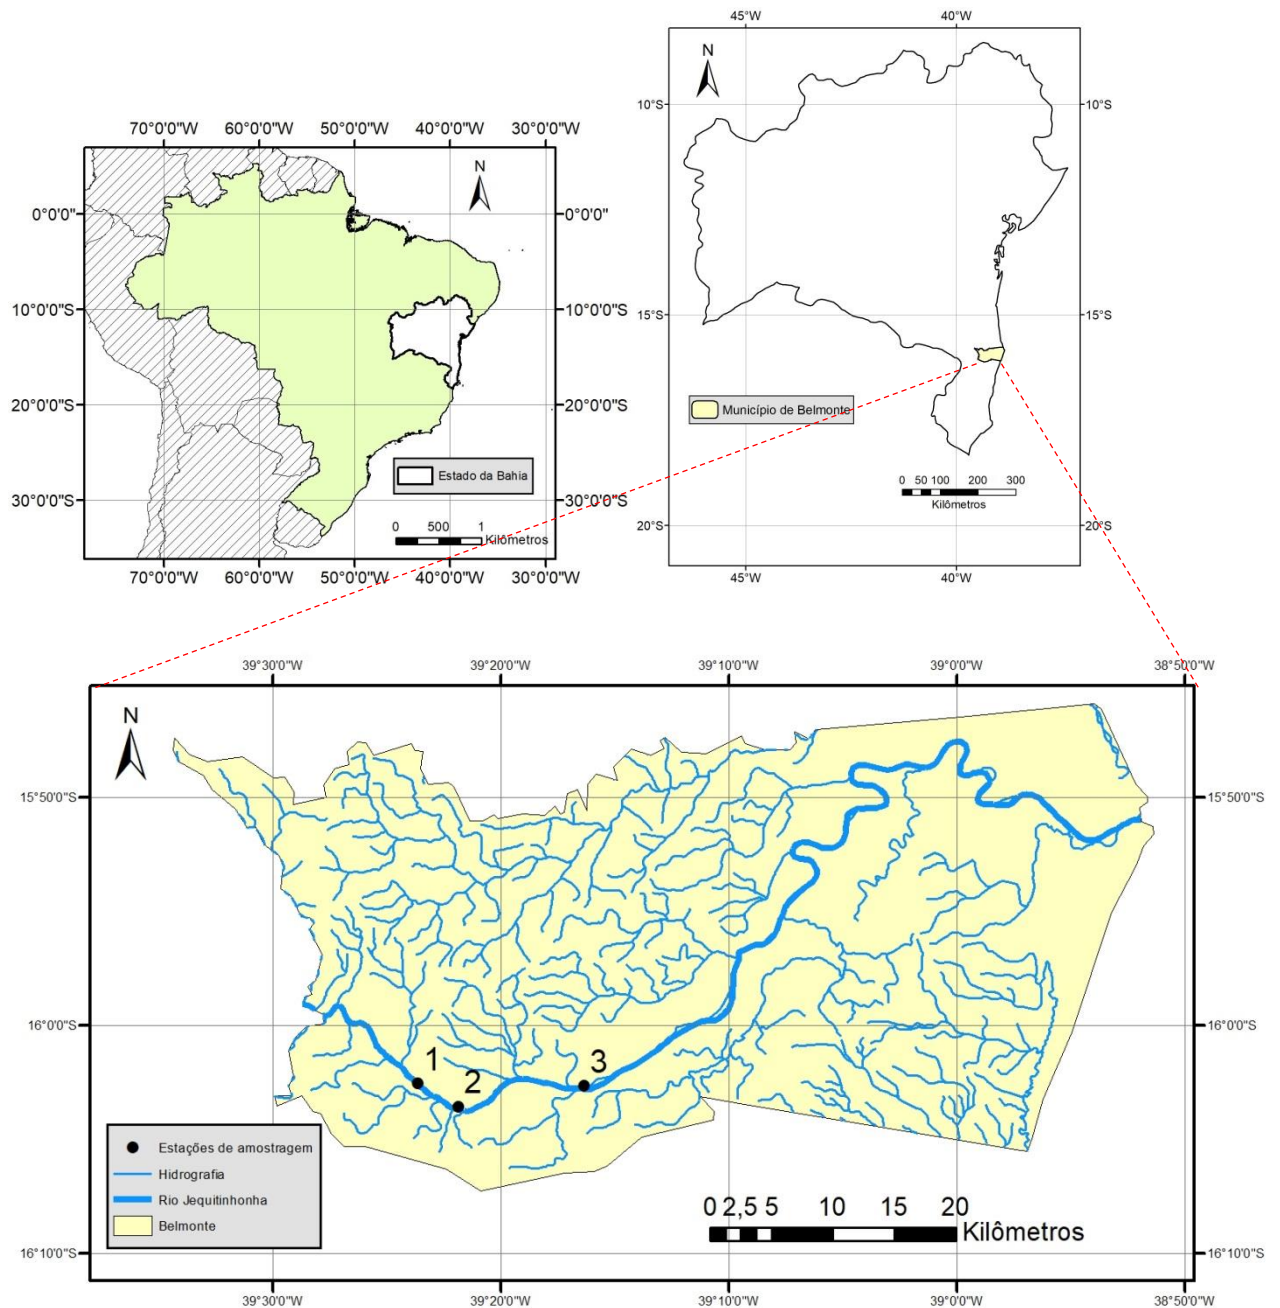 45°W 40°W
N
10°S 10°S
15°S 15°S
Município de Belmonte
0 50 100 200 300
Kilômetros
20°S 20°S
45°W 40°W
70°0'0"W 60°0'0"W 50°0'0"W 40°0'0"W 30°0'0"W
N
0°0'0" 0°0'0"
10°0'0"S 10°0'0"S
20°0'0"S 20°0'0"S
Estado da Bahia
30°0'0"S 30°0'0"S
0 500 1
Kilômetros
70°0'0"W 60°0'0"W 50°0'0"W 40°0'0"W 30°0'0"W
39°30'0"W 39°20'0"W 39°10'0"W 39°0'0"W 38°50'0"W
N
15°50'0"S 15°50'0"S
16°0'0"S 16°0'0"S
1
2
3
Estações de amostragem
Hidrografia
Rio Jequitinhonha
Belmonte
0 2,5 5 10 15 20
Kilômetros
16°10'0"S 16°10'0"S
39°30'0"W 39°20'0"W 39°10'0"W 39°0'0"W 38°50'0"W